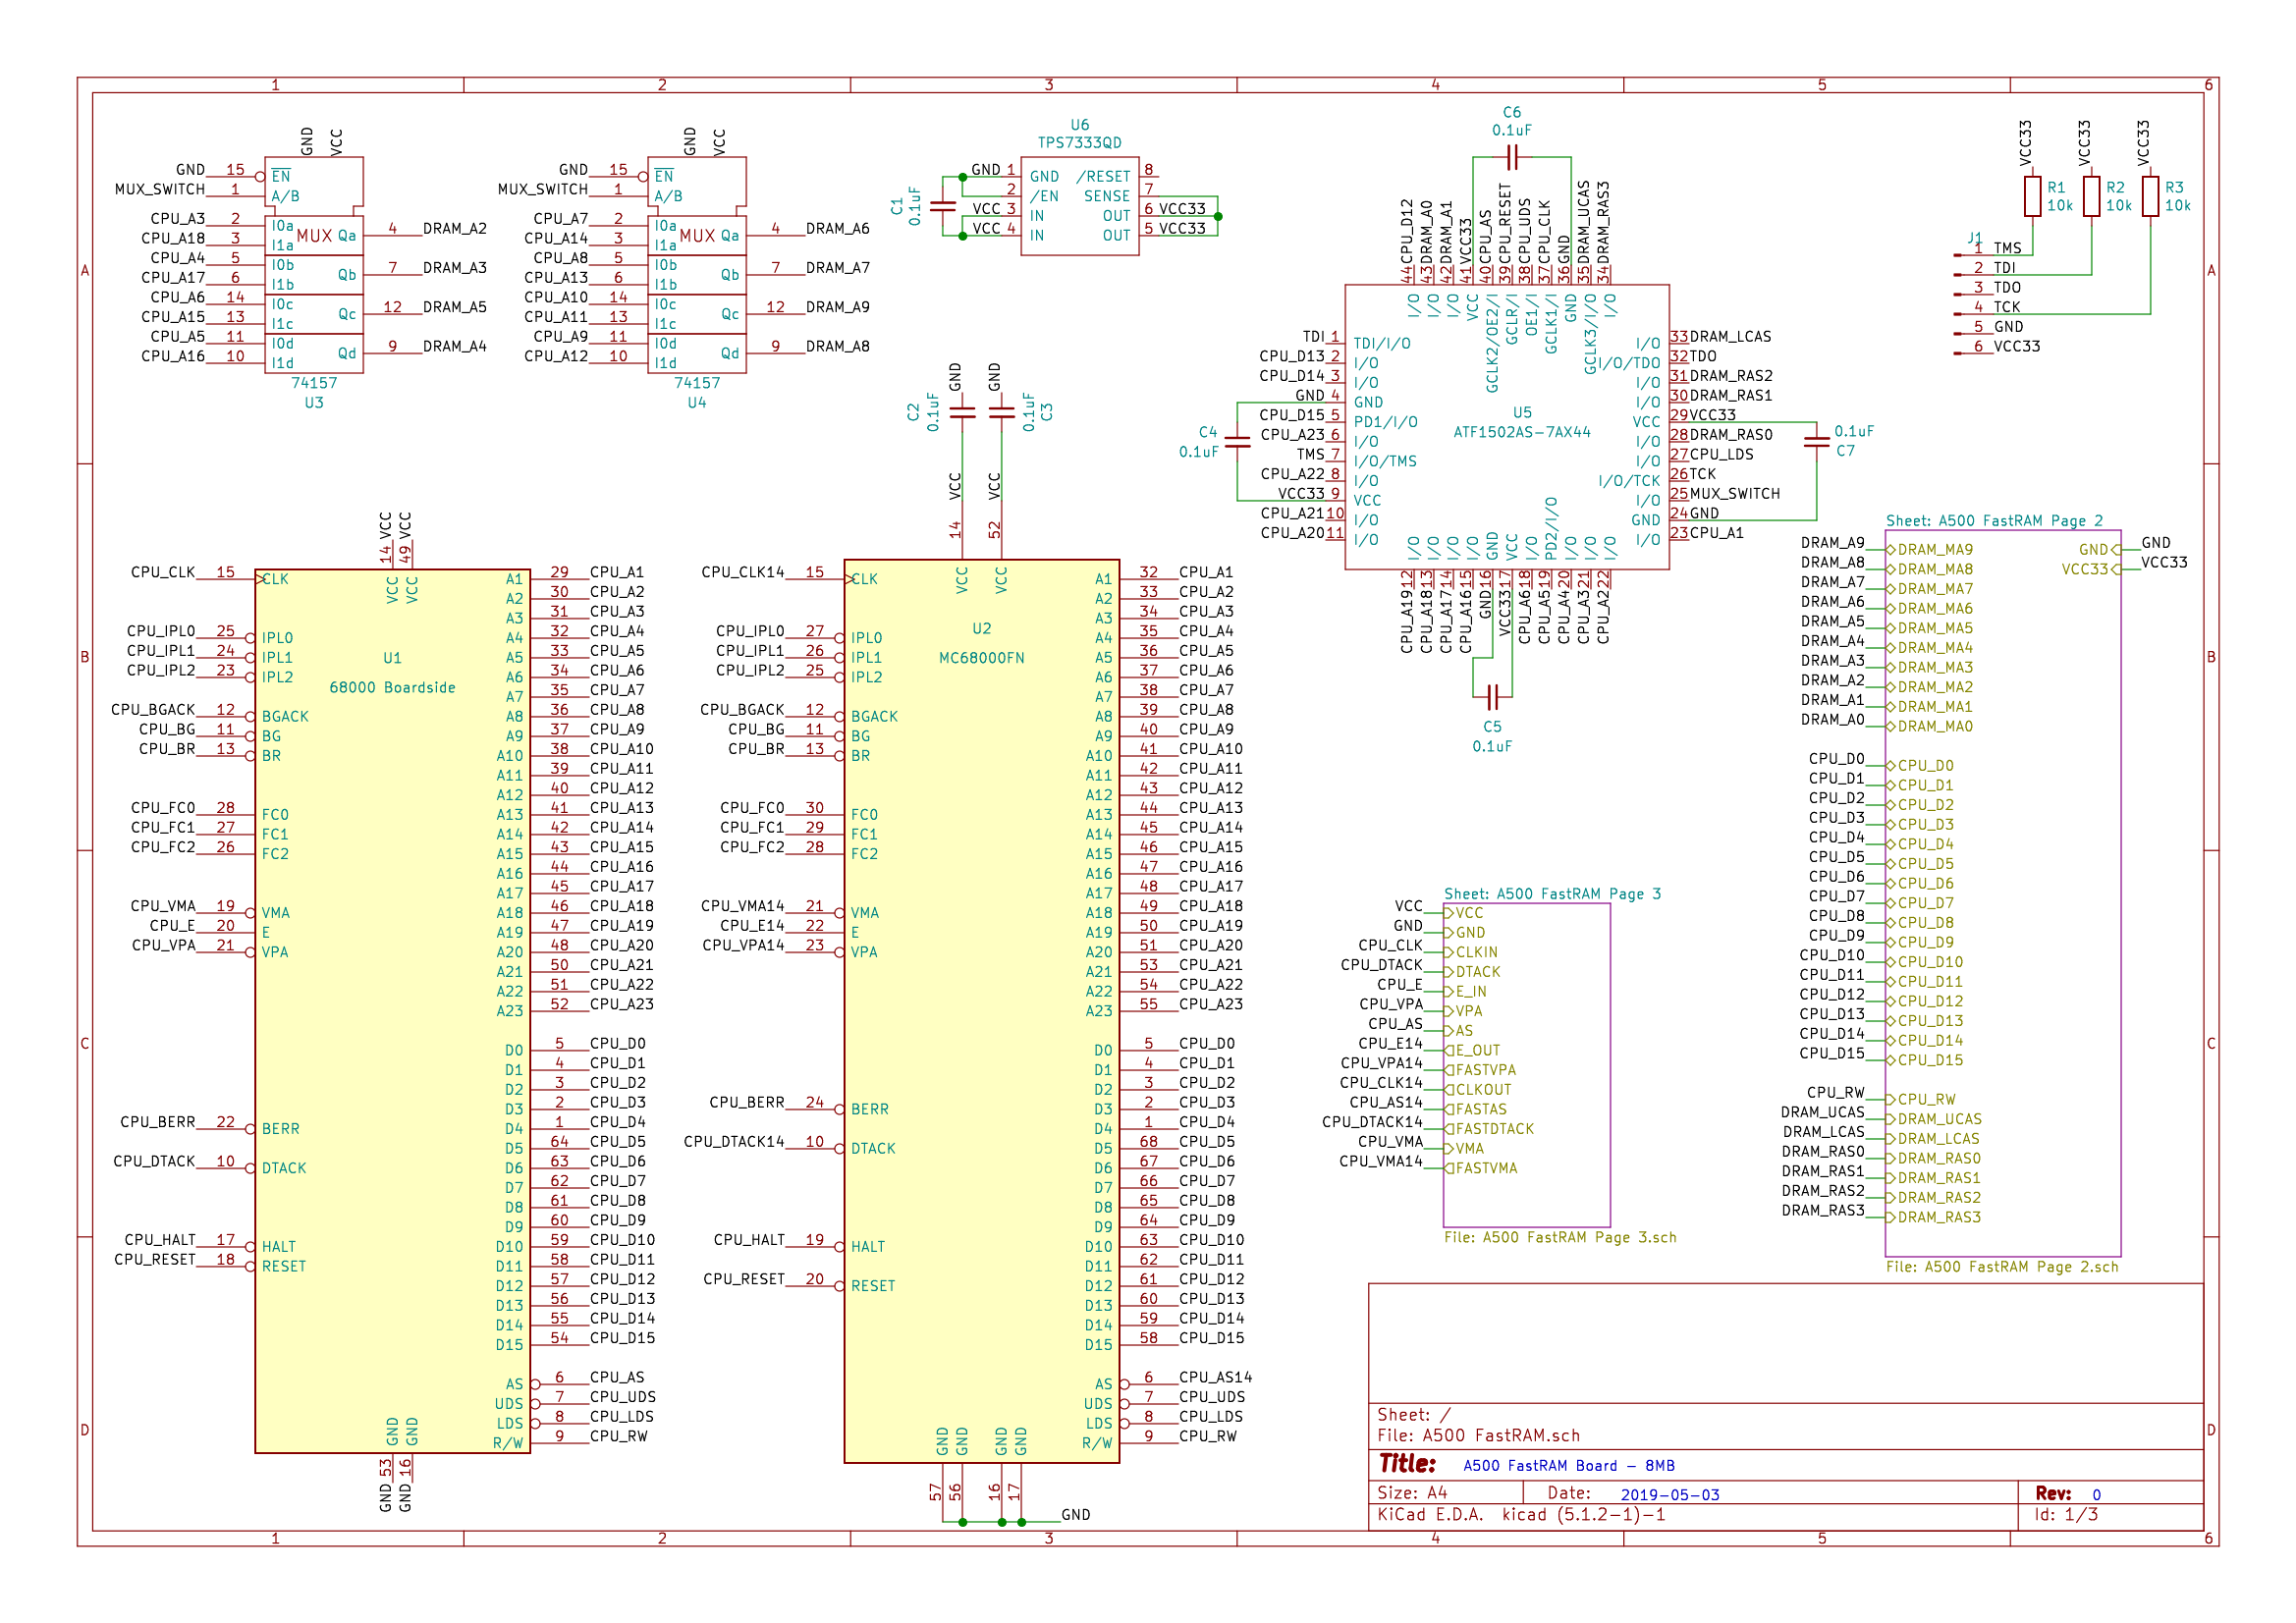 1 2 3 4 5 6
A
B
C
D
GND VCC
GND 15 EN
MUX_SWITCH 1 A/B
CPU_A3 2 I0a
CPU_A18 3 I1a
MUX Qa 4 DRAM_A2
CPU_A4 5 I0b
CPU_A17 6 I1b
Qb 7 DRAM_A3
CPU_A6 14 I0c
CPU_A15 13 I1c
Qc 12 DRAM_A5
CPU_A5 11 I0d
CPU_A16 10 I1d
Qd 9 DRAM_A4
74157
U3
GND VCC
GND 15 EN
MUX_SWITCH 1 A/B
CPU_A7 2 I0a
CPU_A14 3 I1a
MUX Qa 4 DRAM_A6
CPU_A8 5 I0b
CPU_A13 6 I1b
Qb 7 DRAM_A7
CPU_A10 14 I0c
CPU_A11 13 I1c
Qc 12 DRAM_A9
CPU_A9 11 I0d
CPU_A12 10 I1d
Qd 9 DRAM_A8
74157
U4
U6
TPS7333QD
C1
0.1uF
GND 1 GND /RESET 8
2 /EN SENSE 7
VCC 3 IN OUT 6 VCC33
VCC 4 IN OUT 5 VCC33
C2
0.1uF
GND
VCC
GND
VCC
0.1uF
C3
C6
0.1uF
CPU_D12 44 I/O
DRAM_A0 43 I/O
DRAM_A1 42 I/O
VCC33 41 VCC
CPU_AS 40 GCLK2/OE2/I
CPU_RESET 39 GCLR/I
CPU_UDS 38 OE1/I
CPU_CLK 37 GCLK1/I
GND 36 GND
DRAM_UCAS 35 GCLK3/I/O
DRAM_RAS3 34 I/O
TDI 1 TDI/I/O
CPU_D13 2 I/O
CPU_D14 3 I/O
GND 4 GND
CPU_D15 5 PD1/I/O
CPU_A23 6 I/O
TMS 7 I/O/TMS
CPU_A22 8 I/O
VCC33 9 VCC
CPU_A21 10 I/O
CPU_A20 11 I/O
U5
ATF1502AS-7AX44
I/O 33 DRAM_LCAS
I/O/TDO 32 TDO
I/O 31 DRAM_RAS2
I/O 30 DRAM_RAS1
VCC 29 VCC33
I/O 28 DRAM_RAS0
I/O 27 CPU_LDS
I/O/TCK 26 TCK
I/O 25 MUX_SWITCH
GND 24 GND
I/O 23 CPU_A1
I/O 12 CPU_A19
I/O 13 CPU_A18
I/O 14 CPU_A17
I/O 15 CPU_A16
GND 16 GND
VCC 17 VCC33
I/O 18 CPU_A6
PD2/I/O 19 CPU_A5
I/O 20 CPU_A4
I/O 21 CPU_A3
I/O 22 CPU_A2
C4
0.1uF
0.1uF
C7
C5
0.1uF
VCC33 VCC33 VCC33
R1
10k
R2
10k
R3
10k
J1
1 TMS
2 TDI
3 TDO
4 TCK
5 GND
6 VCC33
VCC VCC
14 49
VCC VCC
CPU_CLK 15 CLK
CPU_IPL0 25 IPL0
CPU_IPL1 24 IPL1
CPU_IPL2 23 IPL2
U1
68000 Boardside
CPU_BGACK 12 BGACK
CPU_BG 11 BG
CPU_BR 13 BR
CPU_FC0 28 FC0
CPU_FC1 27 FC1
CPU_FC2 26 FC2
CPU_VMA 19 VMA
CPU_E 20 E
CPU_VPA 21 VPA
CPU_BERR 22 BERR
CPU_DTACK 10 DTACK
CPU_HALT 17 HALT
CPU_RESET 18 RESET
A1 29 CPU_A1
A2 30 CPU_A2
A3 31 CPU_A3
A4 32 CPU_A4
A5 33 CPU_A5
A6 34 CPU_A6
A7 35 CPU_A7
A8 36 CPU_A8
A9 37 CPU_A9
A10 38 CPU_A10
A11 39 CPU_A11
A12 40 CPU_A12
A13 41 CPU_A13
A14 42 CPU_A14
A15 43 CPU_A15
A16 44 CPU_A16
A17 45 CPU_A17
A18 46 CPU_A18
A19 47 CPU_A19
A20 48 CPU_A20
A21 50 CPU_A21
A22 51 CPU_A22
A23 52 CPU_A23
D0 5 CPU_D0
D1 4 CPU_D1
D2 3 CPU_D2
D3 2 CPU_D3
D4 1 CPU_D4
D5 64 CPU_D5
D6 63 CPU_D6
D7 62 CPU_D7
D8 61 CPU_D8
D9 60 CPU_D9
D10 59 CPU_D10
D11 58 CPU_D11
D12 57 CPU_D12
D13 56 CPU_D13
D14 55 CPU_D14
D15 54 CPU_D15
AS 6 CPU_AS
UDS 7 CPU_UDS
LDS 8 CPU_LDS
R/W 9 CPU_RW
GND GND
53 16
GND GND
14 52
VCC VCC
CPU_CLK14 15 CLK
U2
MC68000FN
CPU_IPL0 27 IPL0
CPU_IPL1 26 IPL1
CPU_IPL2 25 IPL2
CPU_BGACK 12 BGACK
CPU_BG 11 BG
CPU_BR 13 BR
CPU_FC0 30 FC0
CPU_FC1 29 FC1
CPU_FC2 28 FC2
CPU_VMA14 21 VMA
CPU_E14 22 E
CPU_VPA14 23 VPA
CPU_BERR 24 BERR
CPU_DTACK14 10 DTACK
CPU_HALT 19 HALT
CPU_RESET 20 RESET
A1 32 CPU_A1
A2 33 CPU_A2
A3 34 CPU_A3
A4 35 CPU_A4
A5 36 CPU_A5
A6 37 CPU_A6
A7 38 CPU_A7
A8 39 CPU_A8
A9 40 CPU_A9
A10 41 CPU_A10
A11 42 CPU_A11
A12 43 CPU_A12
A13 44 CPU_A13
A14 45 CPU_A14
A15 46 CPU_A15
A16 47 CPU_A16
A17 48 CPU_A17
A18 49 CPU_A18
A19 50 CPU_A19
A20 51 CPU_A20
A21 53 CPU_A21
A22 54 CPU_A22
A23 55 CPU_A23
D0 5 CPU_D0
D1 4 CPU_D1
D2 3 CPU_D2
D3 2 CPU_D3
D4 1 CPU_D4
D5 68 CPU_D5
D6 67 CPU_D6
D7 66 CPU_D7
D8 65 CPU_D8
D9 64 CPU_D9
D10 63 CPU_D10
D11 62 CPU_D11
D12 61 CPU_D12
D13 60 CPU_D13
D14 59 CPU_D14
D15 58 CPU_D15
AS 6 CPU_AS14
UDS 7 CPU_UDS
LDS 8 CPU_LDS
R/W 9 CPU_RW
GND GND GND GND
57 56 16 17
GND
Sheet: A500 FastRAM Page 3
VCC VCC
GND GND
CPU_CLK CLKIN
CPU_DTACK DTACK
CPU_E E_IN
CPU_VPA VPA
CPU_AS AS
CPU_E14 E_OUT
CPU_VPA14 FASTVPA
CPU_CLK14 CLKOUT
CPU_AS14 FASTAS
CPU_DTACK14 FASTDTACK
CPU_VMA VMA
CPU_VMA14 FASTVMA
File: A500 FastRAM Page 3.sch
Sheet: A500 FastRAM Page 2
DRAM_A9 DRAM_MA9 GND GND
DRAM_A8 DRAM_MA8 VCC33 VCC33
DRAM_A7 DRAM_MA7
DRAM_A6 DRAM_MA6
DRAM_A5 DRAM_MA5
DRAM_A4 DRAM_MA4
DRAM_A3 DRAM_MA3
DRAM_A2 DRAM_MA2
DRAM_A1 DRAM_MA1
DRAM_A0 DRAM_MA0
CPU_D0 CPU_D0
CPU_D1 CPU_D1
CPU_D2 CPU_D2
CPU_D3 CPU_D3
CPU_D4 CPU_D4
CPU_D5 CPU_D5
CPU_D6 CPU_D6
CPU_D7 CPU_D7
CPU_D8 CPU_D8
CPU_D9 CPU_D9
CPU_D10 CPU_D10
CPU_D11 CPU_D11
CPU_D12 CPU_D12
CPU_D13 CPU_D13
CPU_D14 CPU_D14
CPU_D15 CPU_D15
CPU_RW CPU_RW
DRAM_UCAS DRAM_UCAS
DRAM_LCAS DRAM_LCAS
DRAM_RAS0 DRAM_RAS0
DRAM_RAS1 DRAM_RAS1
DRAM_RAS2 DRAM_RAS2
DRAM_RAS3 DRAM_RAS3
File: A500 FastRAM Page 2.sch
Sheet: /
File: A500 FastRAM.sch
Title: A500 FastRAM Board - 8MB
Size: A4 Date: 2019-05-03 Rev: 0
KiCad E.D.A. kicad (5.1.2-1)-1 Id: 1/3
A
B
C
D
1 2 3 4 5 6